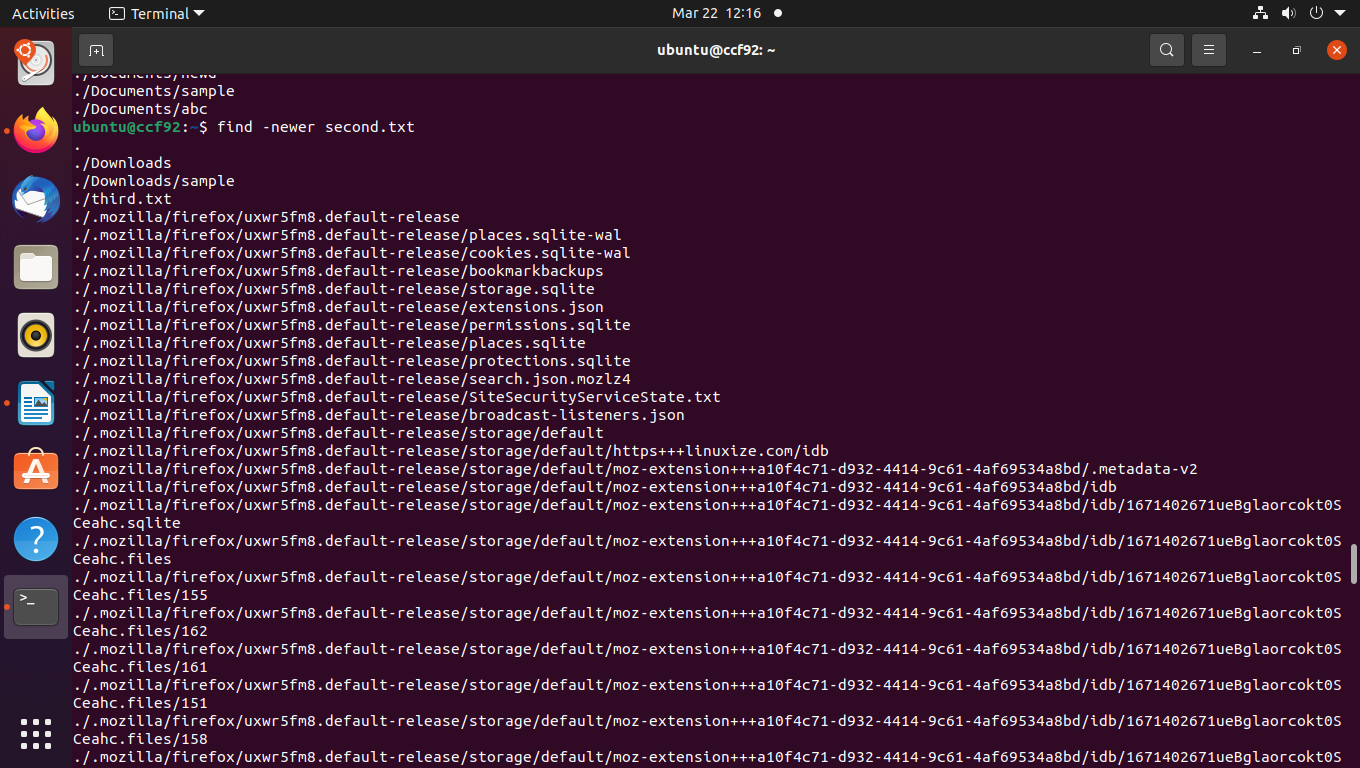 Activities
Terminal
Mar 22 12:16
ubuntu@ccf92: ~
./Documents/newd
./Documents/sample
./Documents/abc
ubuntu@ccf92:~$ find -newer second.txt
.
./Downloads
./Downloads/sample
./third.txt
./.mozilla/firefox/uxwr5fm8.default-release
./.mozilla/firefox/uxwr5fm8.default-release/places.sqlite-wal
./.mozilla/firefox/uxwr5fm8.default-release/cookies.sqlite-wal
./.mozilla/firefox/uxwr5fm8.default-release/bookmarkbackups
./.mozilla/firefox/uxwr5fm8.default-release/storage.sqlite
./.mozilla/firefox/uxwr5fm8.default-release/extensions.json
./.mozilla/firefox/uxwr5fm8.default-release/permissions.sqlite
./.mozilla/firefox/uxwr5fm8.default-release/places.sqlite
./.mozilla/firefox/uxwr5fm8.default-release/protections.sqlite
./.mozilla/firefox/uxwr5fm8.default-release/search.json.mozlz4
./.mozilla/firefox/uxwr5fm8.default-release/SiteSecurityServiceState.txt
./.mozilla/firefox/uxwr5fm8.default-release/broadcast-listeners.json
./.mozilla/firefox/uxwr5fm8.default-release/storage/default
./.mozilla/firefox/uxwr5fm8.default-release/storage/default/https+++linuxize.com/idb
./.mozilla/firefox/uxwr5fm8.default-release/storage/default/moz-extension+++a10f4c71-d932-4414-9c61-4af69534a8bd/.metadata-v2
./.mozilla/firefox/uxwr5fm8.default-release/storage/default/moz-extension+++a10f4c71-d932-4414-9c61-4af69534a8bd/idb
./.mozilla/firefox/uxwr5fm8.default-release/storage/default/moz-extension+++a10f4c71-d932-4414-9c61-4af69534a8bd/idb/1671402671ueBglaorcokt0S
Ceahc.sqlite
./.mozilla/firefox/uxwr5fm8.default-release/storage/default/moz-extension+++a10f4c71-d932-4414-9c61-4af69534a8bd/idb/1671402671ueBglaorcokt0S
Ceahc.files
./.mozilla/firefox/uxwr5fm8.default-release/storage/default/moz-extension+++a10f4c71-d932-4414-9c61-4af69534a8bd/idb/1671402671ueBglaorcokt0S
Ceahc.files/155
./.mozilla/firefox/uxwr5fm8.default-release/storage/default/moz-extension+++a10f4c71-d932-4414-9c61-4af69534a8bd/idb/1671402671ueBglaorcokt0S
Ceahc.files/162
./.mozilla/firefox/uxwr5fm8.default-release/storage/default/moz-extension+++a10f4c71-d932-4414-9c61-4af69534a8bd/idb/1671402671ueBglaorcokt0S
Ceahc.files/161
./.mozilla/firefox/uxwr5fm8.default-release/storage/default/moz-extension+++a10f4c71-d932-4414-9c61-4af69534a8bd/idb/1671402671ueBglaorcokt0S
Ceahc.files/151
./.mozilla/firefox/uxwr5fm8.default-release/storage/default/moz-extension+++a10f4c71-d932-4414-9c61-4af69534a8bd/idb/1671402671ueBglaorcokt0S
Ceahc.files/158
./.mozilla/firefox/uxwr5fm8.default-release/storage/default/moz-extension+++a10f4c71-d932-4414-9c61-4af69534a8bd/idb/1671402671ueBglaorcokt0S